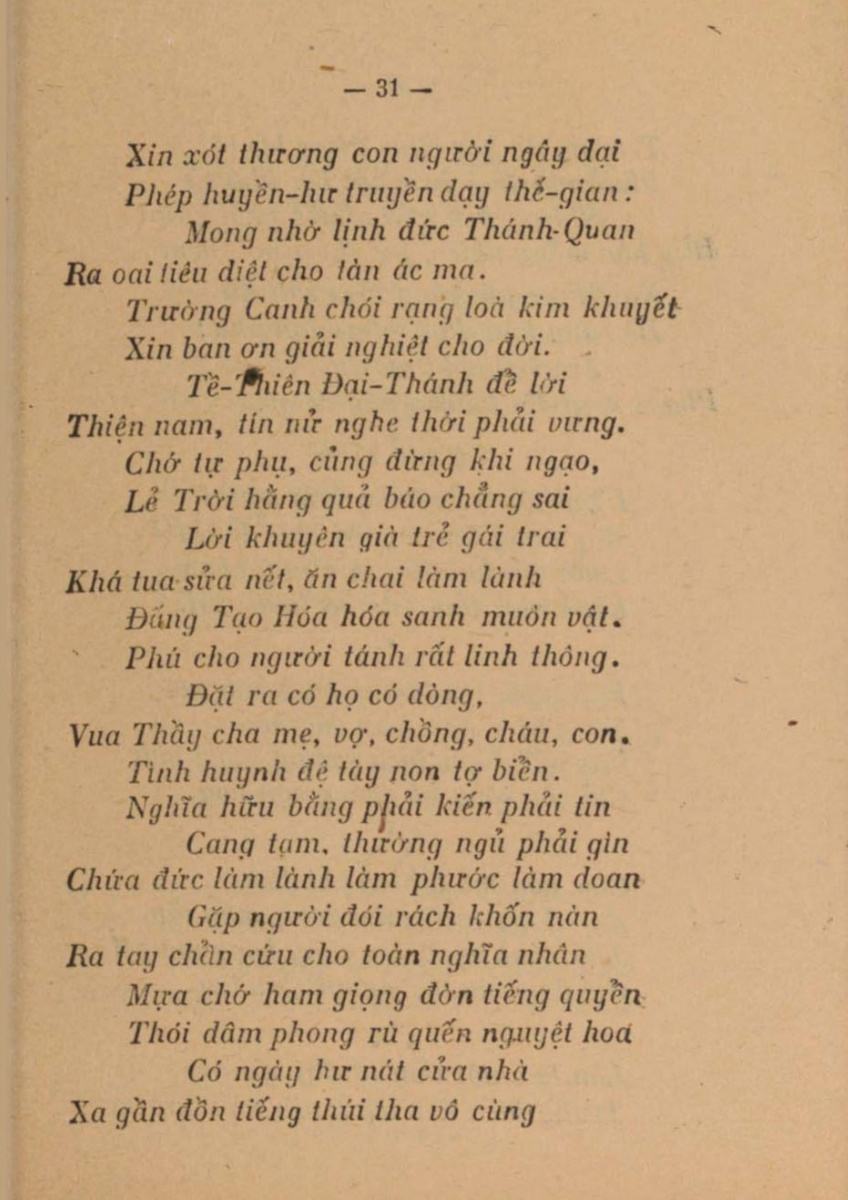 — 31 —
Xin xót thương con người ngây dại
Phép huyền-hư truyền dạy thế-gian :
Mong nhờ lịnh đức Thánh-Quan
Ra oai tiêu diệt cho tàn ác ma.
Trường Canh chói rạng loà kim khuyết
Xin ban ơn giải nghiệt cho đời.
Tề-Thiên Đại-Thánh để lời
Thiện nam, tín nử nghe thời phải vưng.
Chớ tự phụ, củng đừng khi ngạo,
Lẻ Trời hằng quả báo chẳng sai
Lời khuyên già trẻ gái trai
Khá tua sửa nết, ăn chai làm lành
Đấng Tạo Hóa hóa sanh muôn vật.
Phú cho người tánh rất linh thông.
Đặt ra có họ có dòng,
Vua Thầy cha mẹ, vợ, chồng, cháu, con.
Tình huynh đệ tày non tợ biển.
Nghĩa hữu bằng phải kiến phải tin
Cang tam, thường ngủ phải gìn
Chứa đức làm lành làm phước làm doan
Gặp người đói rách khốn nàn
Ra tay chẩn cứu cho toàn nghĩa nhân
Mựa chớ ham giọng đờn tiếng quyền
Thói dâm phong rù quến nguyệt hoa
Có ngày hư nát cửa nhà
Xa gần đồn tiếng thúi tha vô cùng